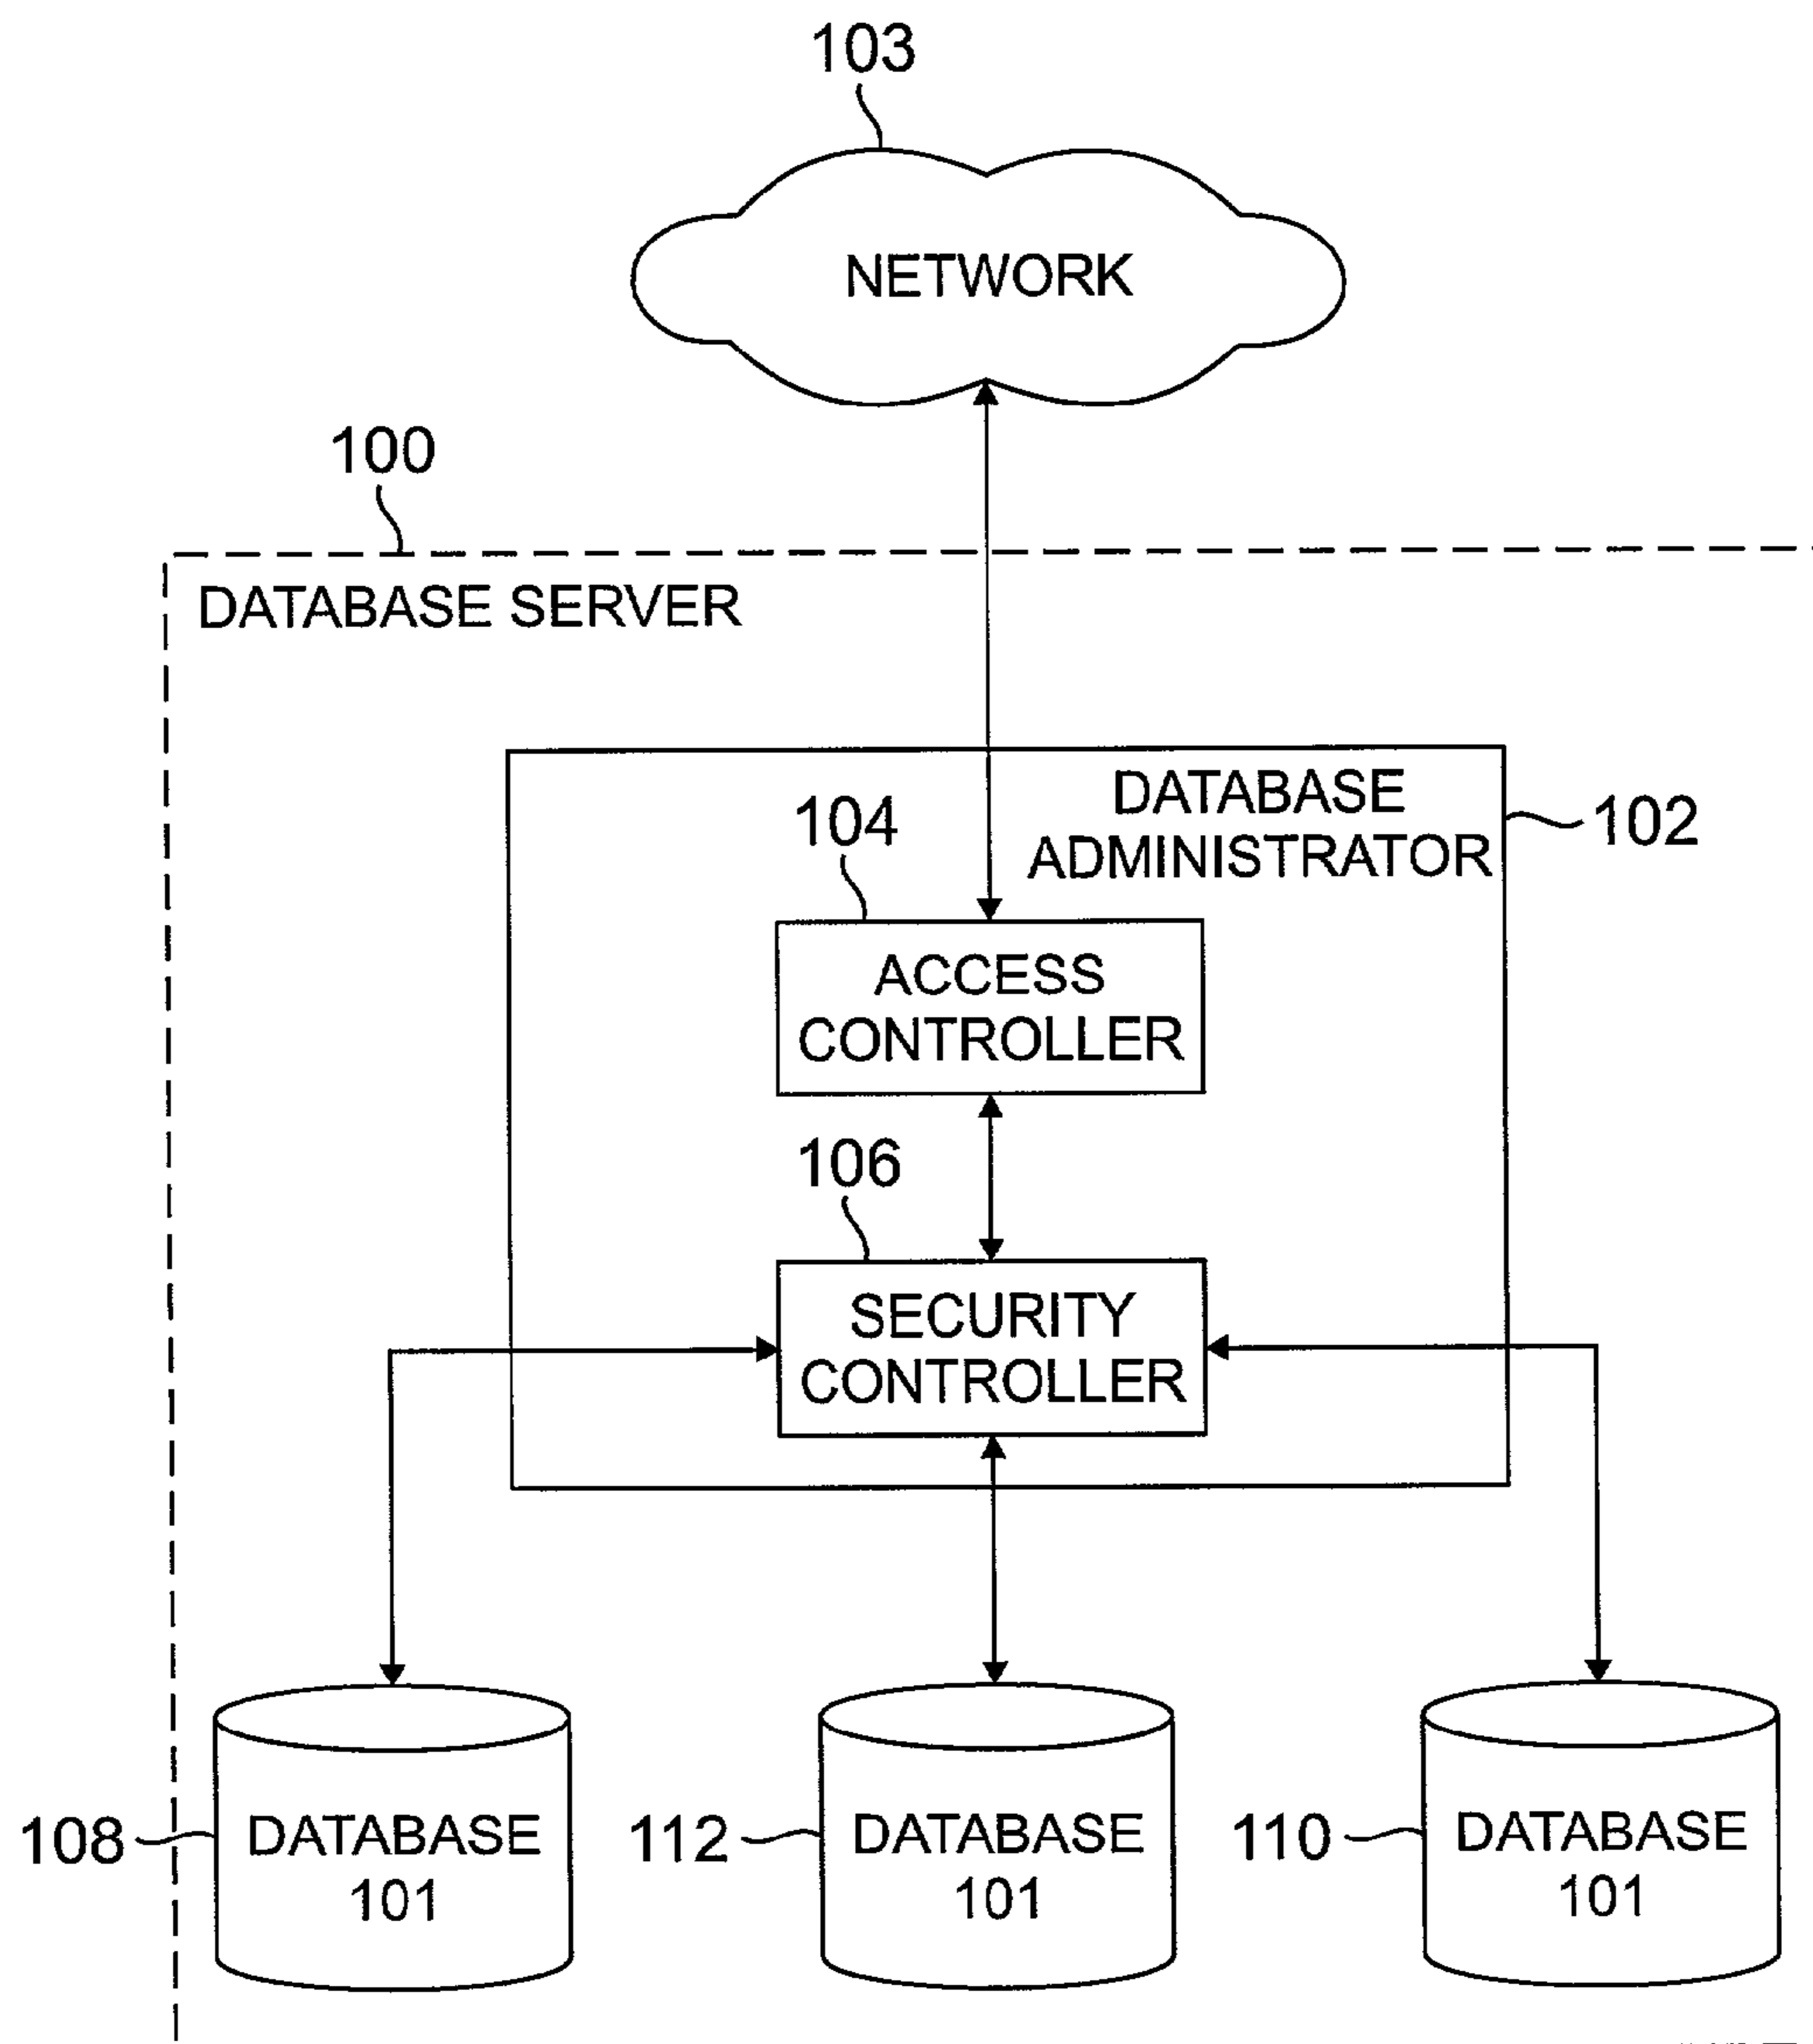 103
NETWORK
100
DATABASE SERVER
DATABASE
ADMINISTRATOR
102
104
ACCESS
CONTROLLER
106
SECURITY
CONTROLLER
108
DATABASE
101
112
DATABASE
101
110
DATABASE
101